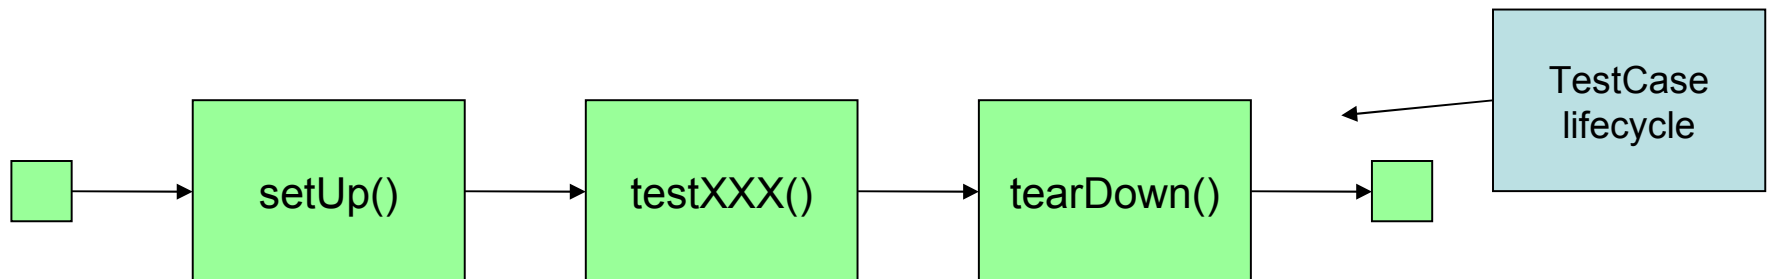 setUp()
testXXX()
tearDown()
TestCase
lifecycle